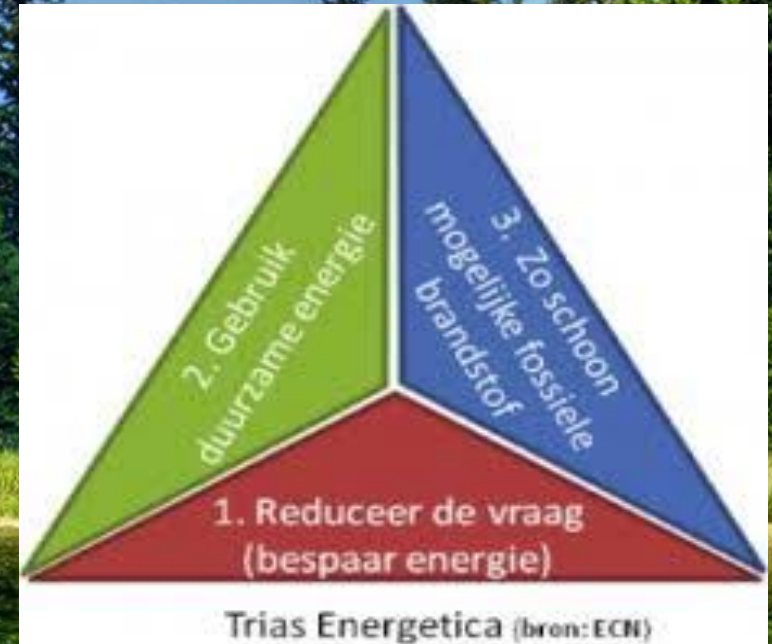 2. Gebruik
duurzame energie
3. Zo schoon
mogelijke fossiele
brandstof
1. Reduceer de vraag
(bespaar energie)
Trias Energetica (bron: ECN)